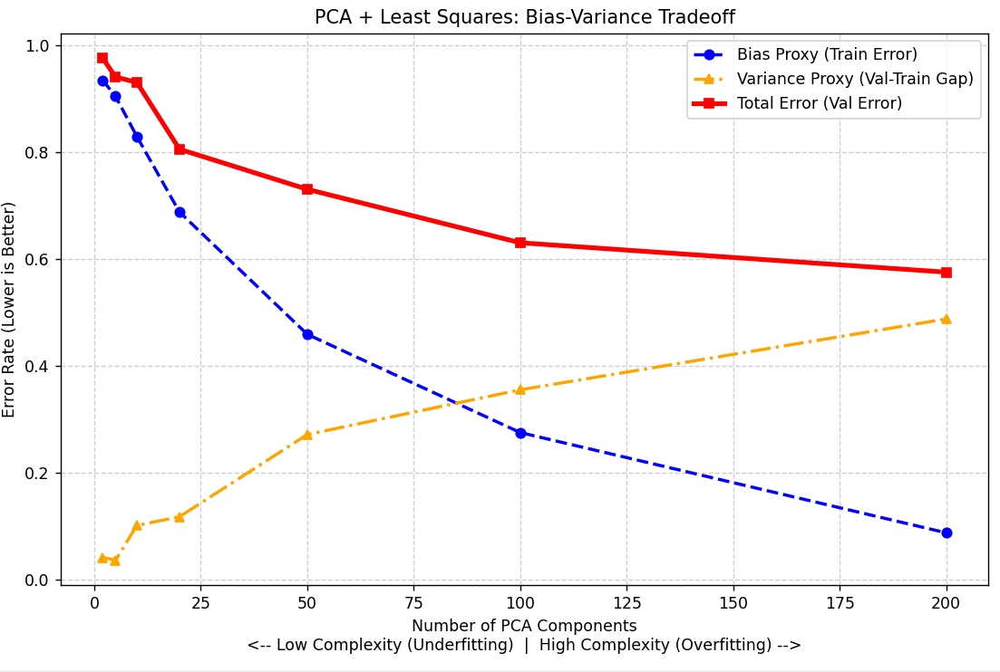 PCA + Least Squares: Bias-Variance Tradeoff
Bias Proxy (Train Error)
Variance Proxy (Val-Train Gap)
Total Error (Val Error)
Error Rate (Lower is Better)
1.0
0.8
0.6
0.4
0.2
0.0
0 25 50 75 100 125 150 175 200
Number of PCA Components
<-- Low Complexity (Underfitting) | High Complexity (Overfitting) -->